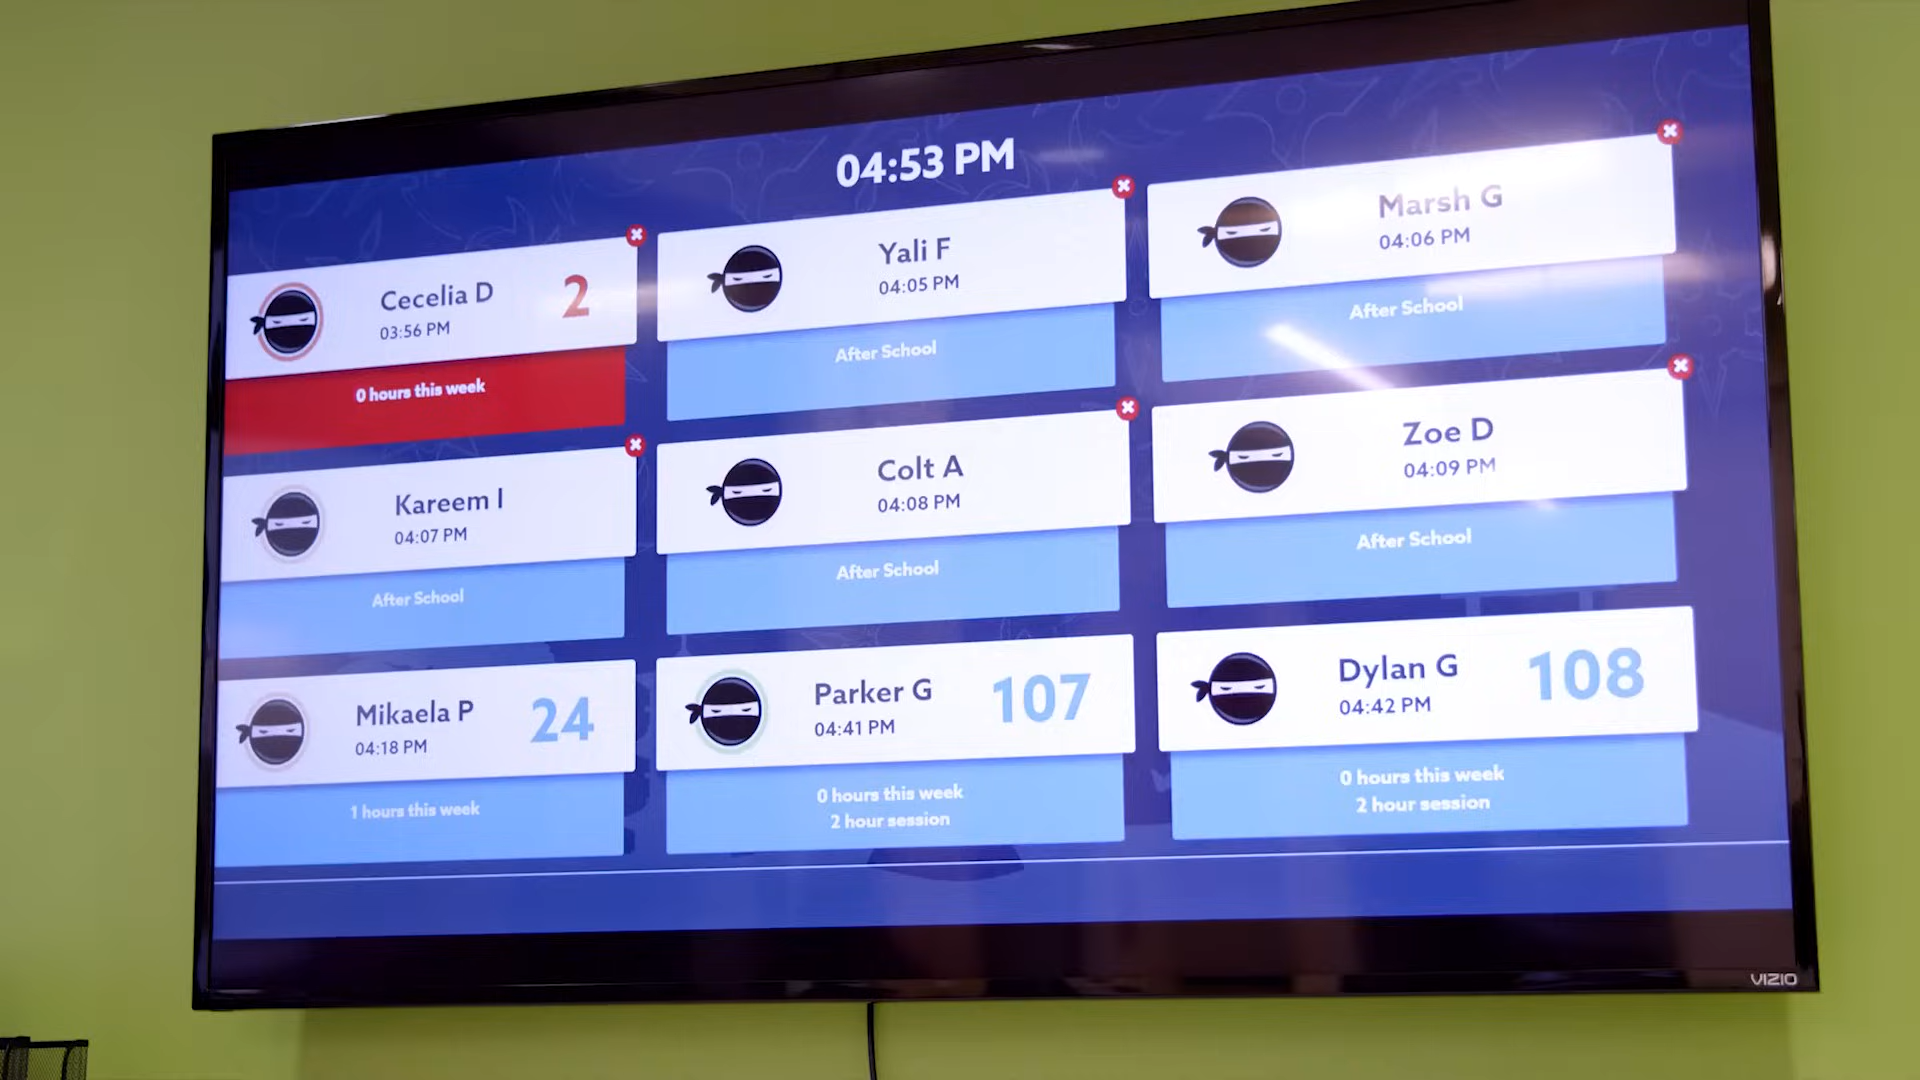 04:53 PM
Cecelia D
03:56 PM
2
0 hours this week
Yali F
04:05 PM
After School
Marsh G
04:06 PM
After School
Kareem I
04:07 PM
After School
Colt A
04:08 PM
After School
Zoe D
04:09 PM
After School
Mikaela P
04:18 PM
24
1 hours this week
Parker G
04:41 PM
107
0 hours this week
2 hour session
Dylan G
04:42 PM
108
0 hours this week
2 hour session
VIZIO